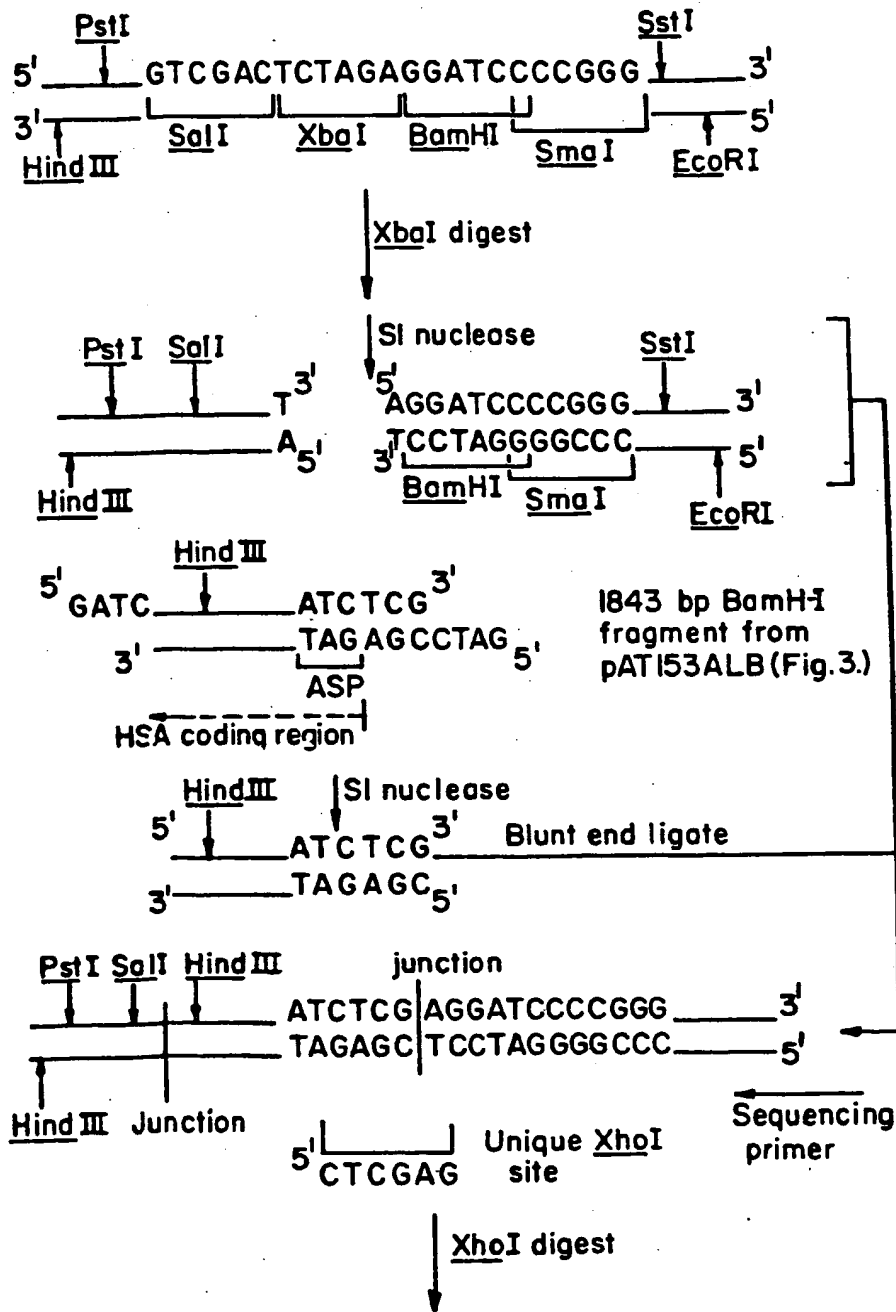 PstI SstI
5' GTCGACTCTAGAGGATCCCCGGG 3'
3' 5'
HindIII SalI XbaI BamHI SmaI EcoRI
XbaI digest
SI nuclease
PstI SalI SstI
T 3' 5' AGGATCCCCGGG 3'
A 5' 3' TCCTAGGGGCCC 5'
HindIII BamHI SmaI EcoRI
HindIII
5' GATC ATCTCG 3'
3' TAGAGCCTAG 5'
ASP
HSA coding region
1843 bp BamH-I
fragment from
pAT153ALB (Fig.3.)
HindIII SI nuclease
5' ATCTCG 3' Blunt end ligate
3' TAGAGC 5'
PstI SalI HindIII junction
ATCTCG AGGATCCCCGGG 3'
TAGAGC TCCTAGGGGCCC 5'
HindIII Junction
Sequencing
primer
5' CTCGAG
Unique XhoI
site
XhoI digest